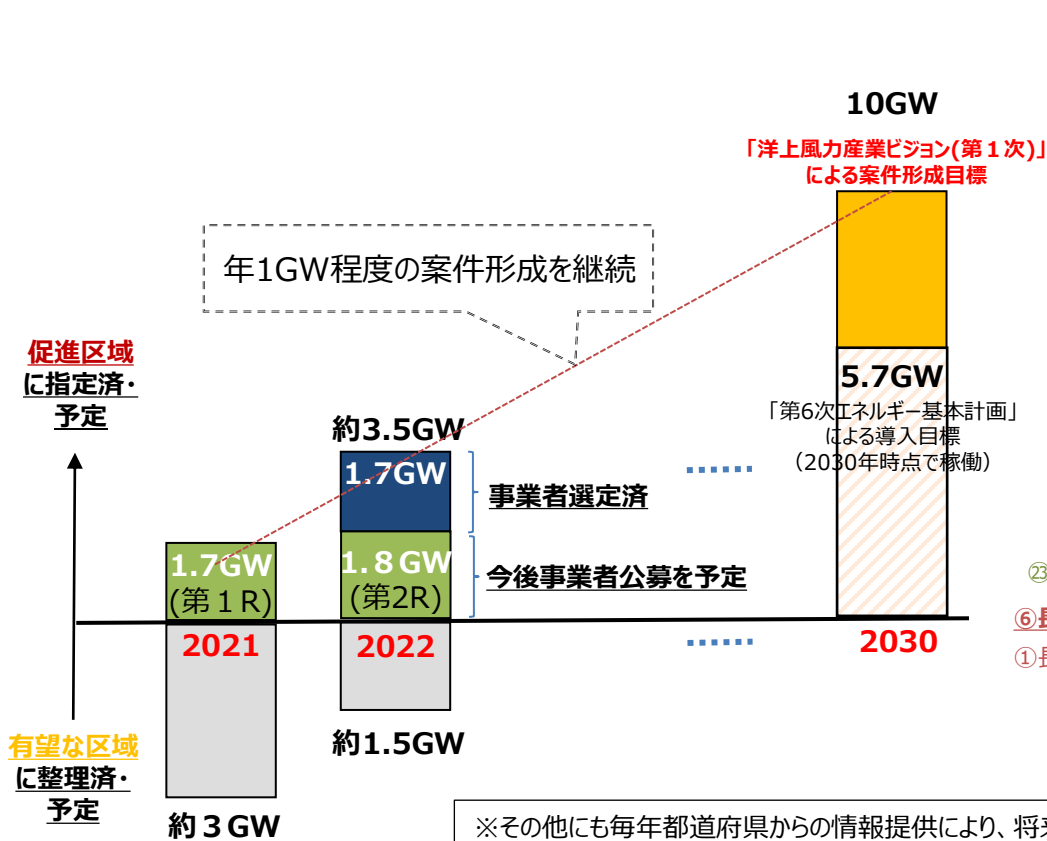 10GW
「洋上風力産業ビジョン(第１次)」
による案件形成目標
年1GW程度の案件形成を継続
促進区域
に指定済・
予定
5.7GW
「第6次エネルギー基本計画」
による導入目標
（2030年時点で稼働）
約3.5GW
1.7GW
事業者選定済
1.7GW
(第１R)
1.８GW
(第2R)
今後事業者公募を予定
㉓
⑥長
①長
2021
2022
2030
有望な区域
に整理済・
予定
約1.5GW
約３GW
※その他にも毎年都道府県からの情報提供により、将来